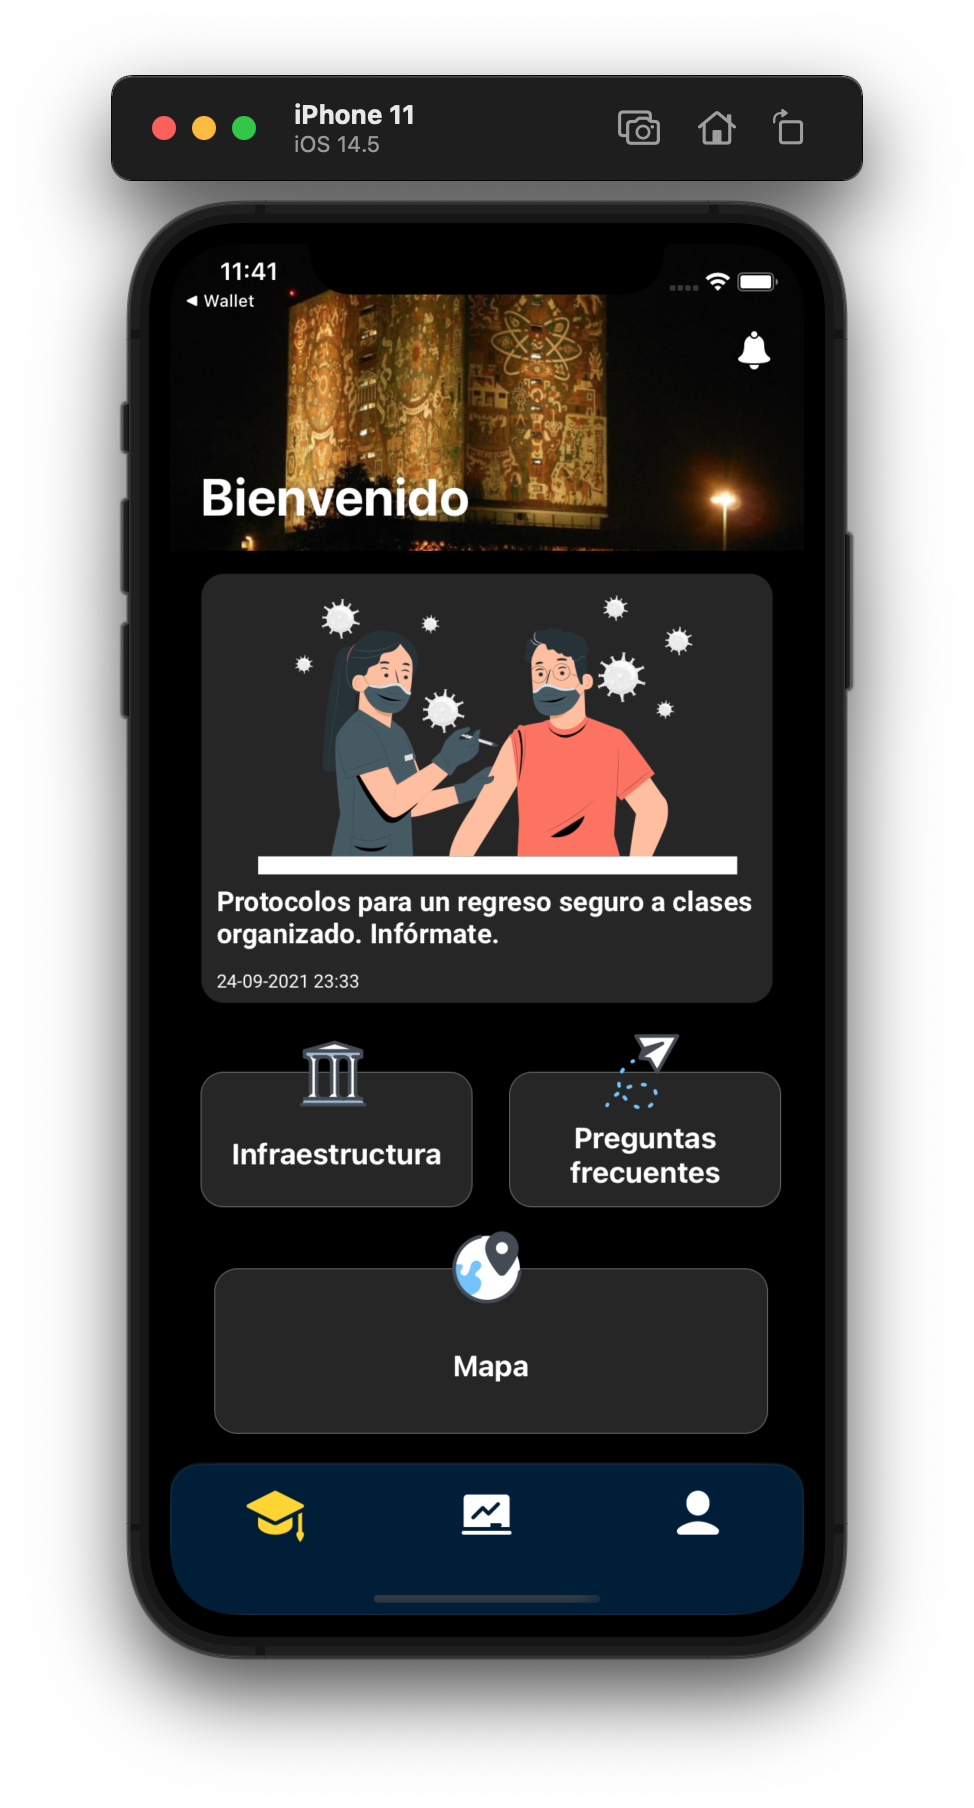 iPhone 11
iOS 14.5
11:41
◀ Wallet
Bienvenido
Protocolos para un regreso seguro a clases
organizado. Infórmate.
24-09-2021 23:33
Infraestructura
Preguntas
frecuentes
Mapa